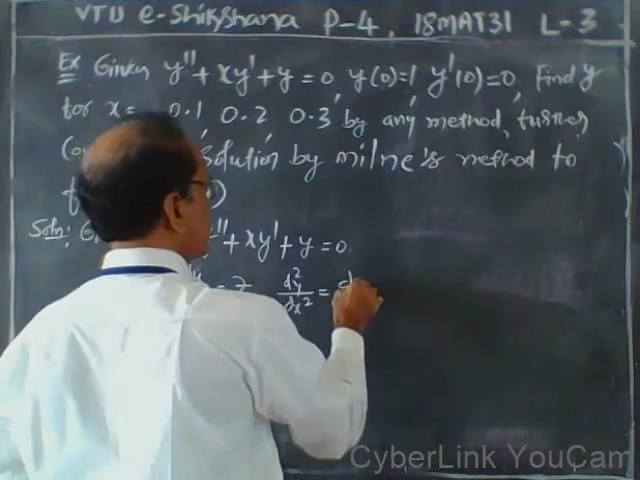 VTU e-Shikshana P-4, 18MAT31 L-3
Ex Given y'' + xy' + y = 0, y(0)=1, y'(0)=0, Find y
for x = 0.1, 0.2, 0.3 by any method, further
solution by milne's method to
Soln: y'' + xy' + y = 0.
= z d²y/dx² = d
CyberLink YouCam